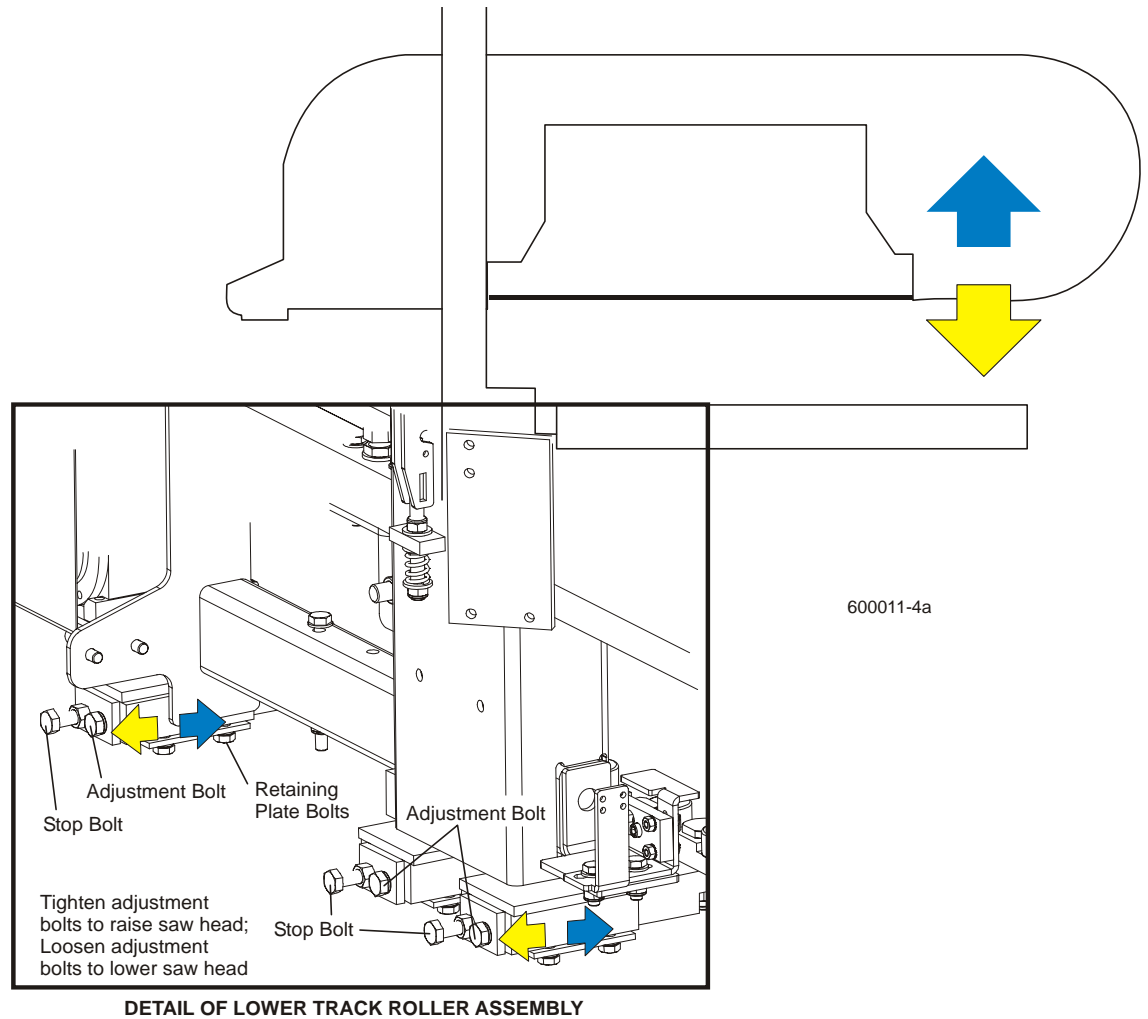 600011-4a
Adjustment Bolt
Stop Bolt
Retaining
Plate Bolts
Adjustment Bolt
Stop Bolt
Tighten adjustment
bolts to raise saw head;
Loosen adjustment
bolts to lower saw head
DETAIL OF LOWER TRACK ROLLER ASSEMBLY